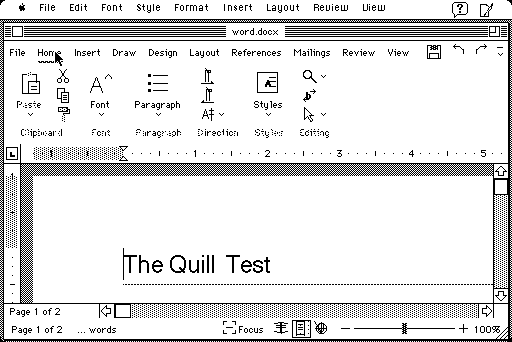 File Edit Font Style Format Insert Layout Review View
word.docx
File Home Insert Draw Design Layout References Mailings Review View
Paste Font Paragraph Styles
Clipboard Font Paragraph Direction Styles Editing
1 1 2 3 4 5
The Quill Test
Page 1 of 2
Page 1 of 2 ... words Focus 100%